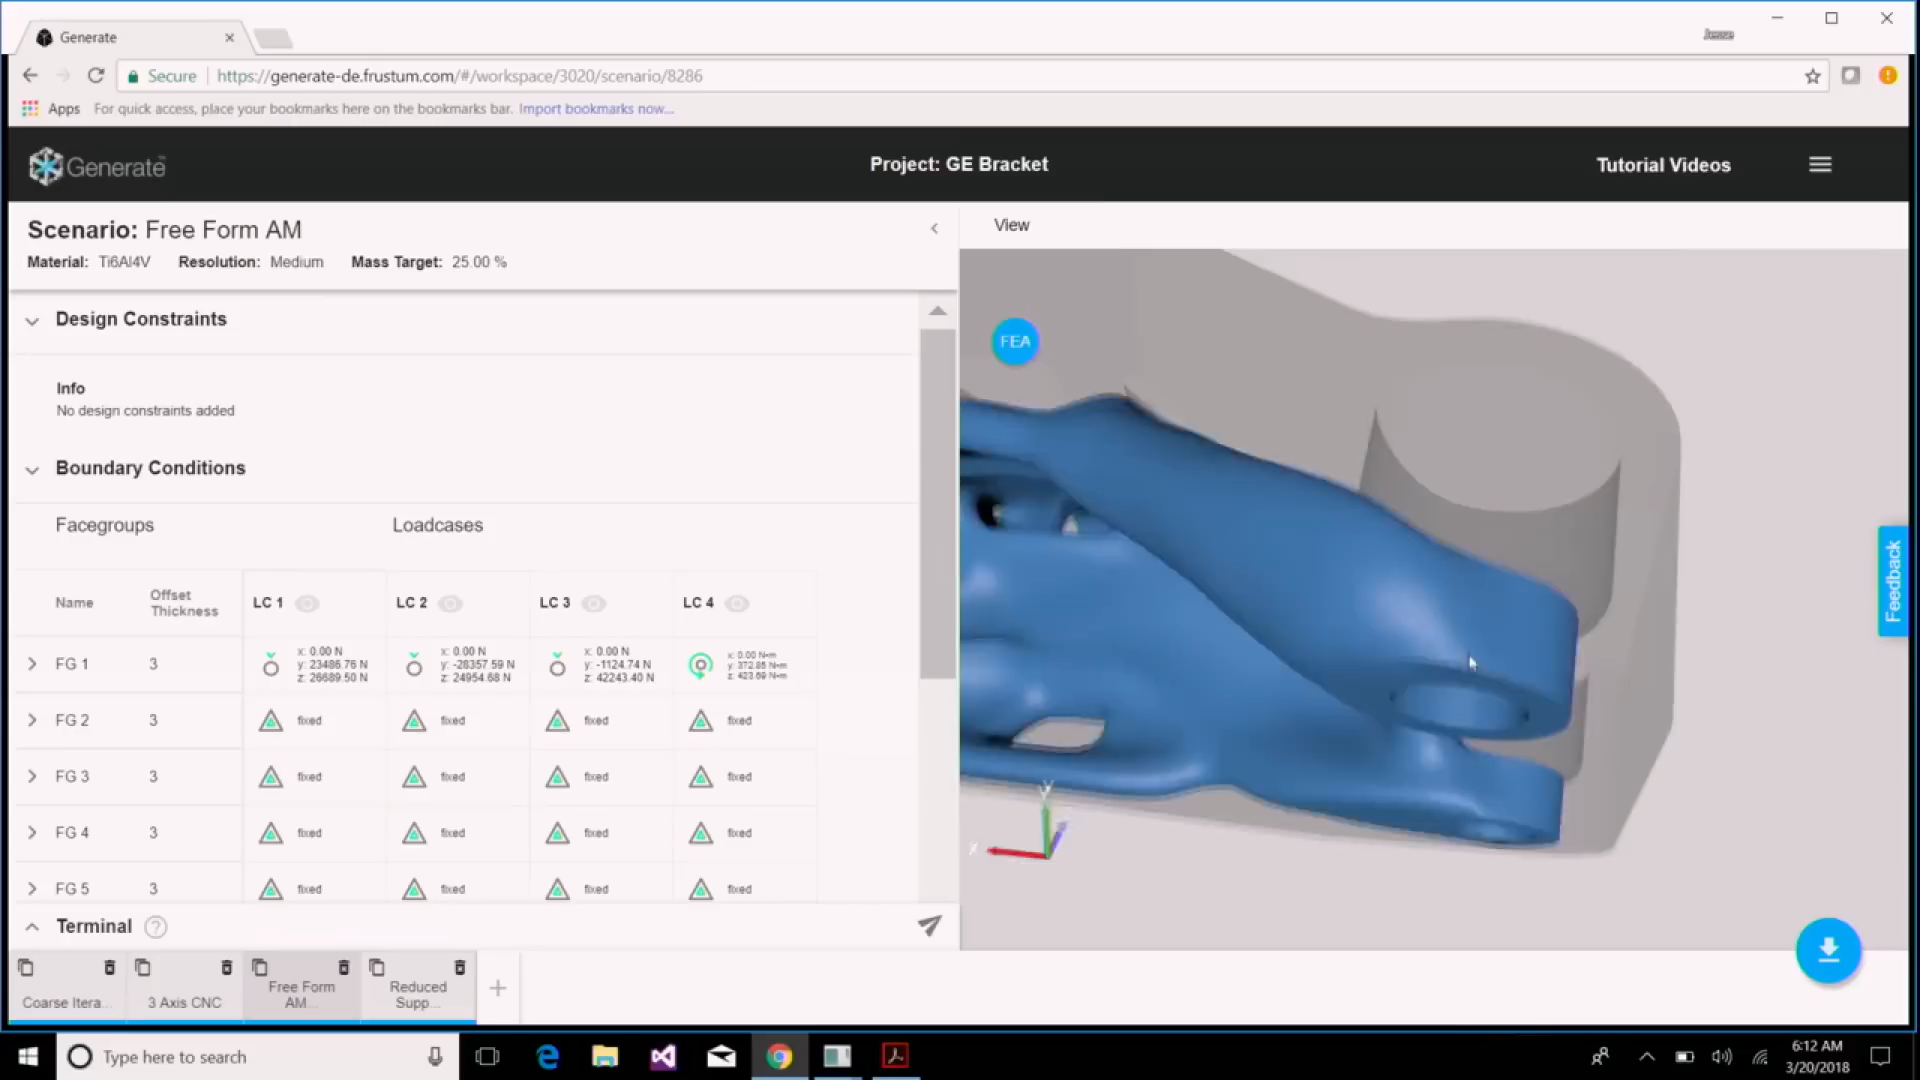 Generate
Jesse
Secure
https://generate-de.frustum.com/#/workspace/3020/scenario/8286
Apps
For quick access, place your bookmarks here on the bookmarks bar. Import bookmarks now...
Generate
Project: GE Bracket
Tutorial Videos
Scenario: Free Form AM
Material: Ti6Al4V Resolution: Medium Mass Target: 25.00 %
View
Design Constraints
FEA
Info
No design constraints added
Boundary Conditions
Facegroups Loadcases
Name Offset Thickness LC 1 LC 2 LC 3 LC 4
FG 1 3
x: 0.00 N
y: 23486.76 N
z: 26689.50 N
x: 0.00 N
y: -28357.59 N
z: 24954.68 N
x: 0.00 N
y: -1124.74 N
z: 42243.40 N
x: 0.00 N•m
y: 372.85 N•m
z: 423.69 N•m
FG 2 3 fixed fixed fixed fixed
FG 3 3 fixed fixed fixed fixed
FG 4 3 fixed fixed fixed fixed
FG 5 3 fixed fixed fixed fixed
Feedback
Y
X
Terminal ?
Coarse Itera...
3 Axis CNC
Free Form
AM...
Reduced
Supp...
+
Type here to search
6:12 AM
3/20/2018